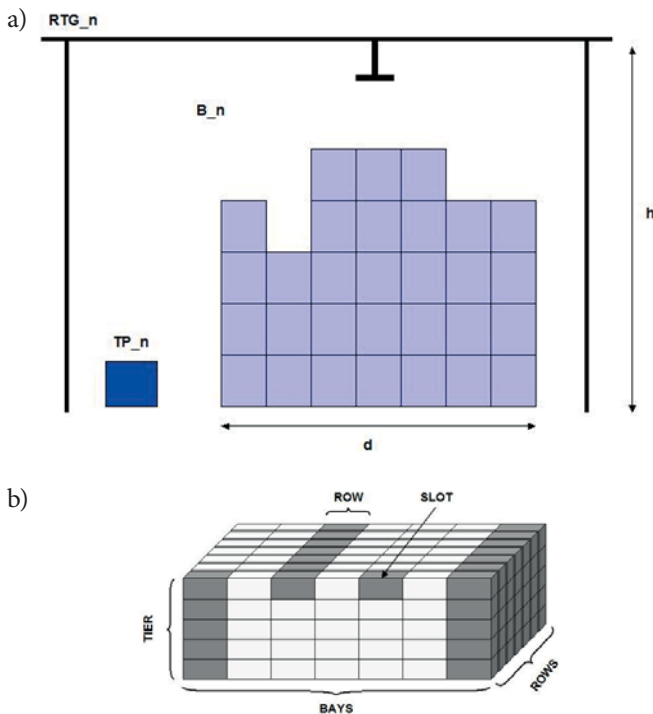 a)
RTG_n
B_n
h
TP_n
d
b)
ROW
SLOT
TIER
ROWS
BAYS